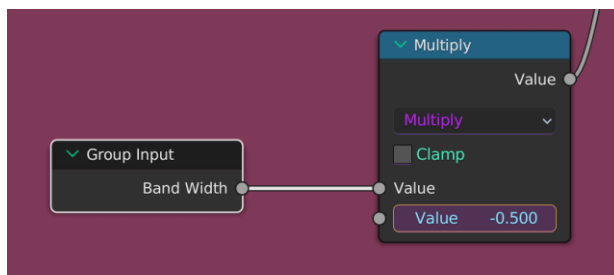 Multiply
Value
Multiply
Clamp
Group Input
Band Width
Value
Value -0.500